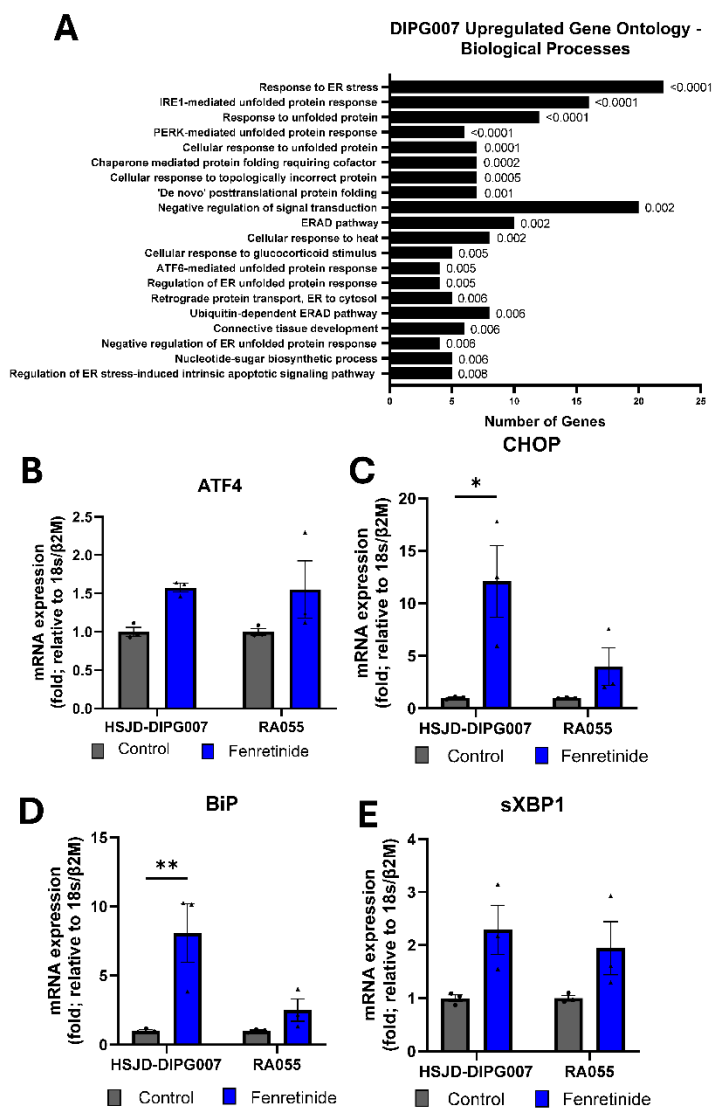 A
DIPG007 Upregulated Gene Ontology -
Biological Processes
Response to ER stress <0.0001
IRE1-mediated unfolded protein response <0.0001
Response to unfolded protein <0.0001
PERK-mediated unfolded protein response <0.0001
Cellular response to unfolded protein 0.0001
Chaperone mediated protein folding requiring cofactor 0.0002
Cellular response to topologically incorrect protein 0.0005
'De novo' posttranslational protein folding 0.001
Negative regulation of signal transduction 0.002
ERAD pathway 0.002
Cellular response to heat 0.002
Cellular response to glucocorticoid stimulus 0.005
ATF6-mediated unfolded protein response 0.005
Regulation of ER unfolded protein response 0.005
Retrograde protein transport, ER to cytosol 0.006
Ubiquitin-dependent ERAD pathway 0.006
Connective tissue development 0.006
Negative regulation of ER unfolded protein response 0.006
Nucleotide-sugar biosynthetic process 0.006
Regulation of ER stress-induced intrinsic apoptotic signaling pathway 0.008
0 5 10 15 20 25
Number of Genes
B
ATF4
mRNA expression
(fold; relative to 18s/β2M)
2.5
2.0
1.5
1.0
0.5
0.0
HSJD-DIPG007 RA055
Control Fenretinide
C
CHOP
mRNA expression
(fold; relative to 18s/β2M)
20
15
10
5
0
*
HSJD-DIPG007 RA055
Control Fenretinide
D
BiP
mRNA expression
(fold; relative to 18s/β2M)
15
10
5
0
**
HSJD-DIPG007 RA055
Control Fenretinide
E
sXBP1
mRNA expression
(fold; relative to 18s/β2M)
4
3
2
1
0
HSJD-DIPG007 RA055
Control Fenretinide